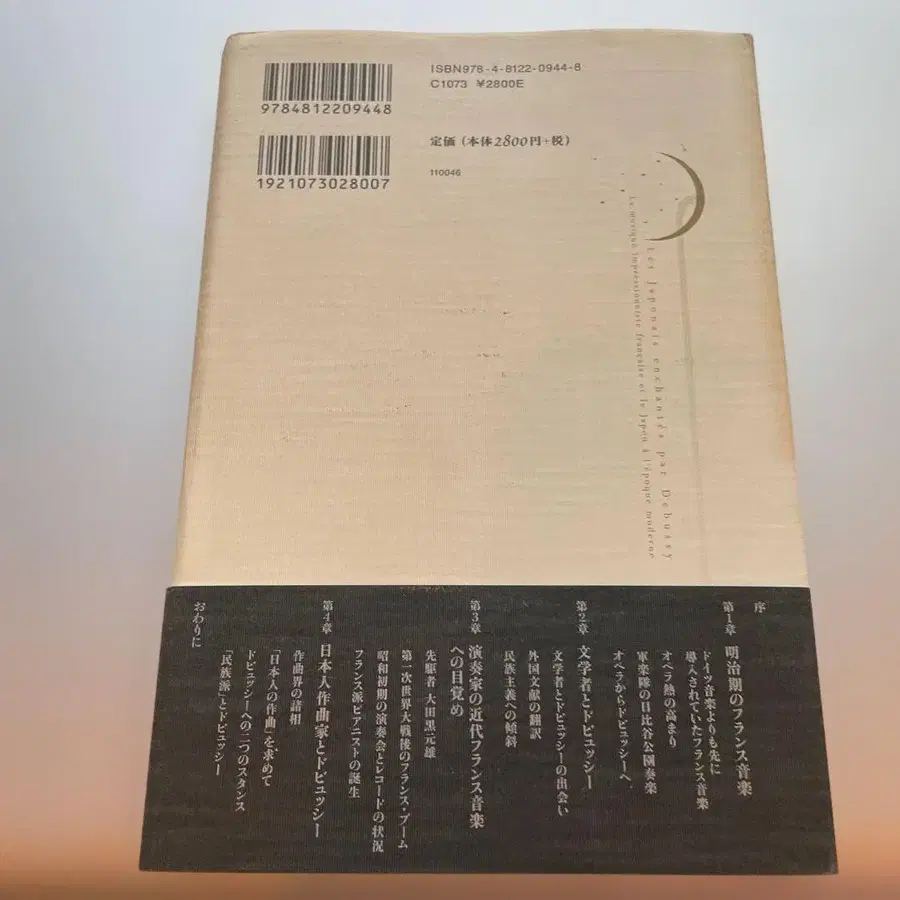 ISBN978-4-8122-0944-8
C1073 ¥2800E
9784812209448
定価(本体2800円+税)
1921073028007
110046
Les Japonais enchantés par Debussy
La musique impressionniste française et le Japon à l'époque moderne
序
第1章 明治期のフランス音楽
ドイツ音楽よりも先に
導入されていたフランス音楽
オペラ熱の高まり
軍楽隊の日比谷公園奏楽
オペラからドビュッシーへ
第2章 文学者とドビュッシー
文学者とドビュッシーの出会い
外国文献の翻訳
民族主義への傾斜
第3章 演奏家の近代フランス音楽
への目覚め
先駆者 大田黒元雄
第一次世界大戦後のフランス・ブーム
昭和初期の演奏会とレコードの状況
フランス派ピアニストの誕生
第4章 日本人作曲家とドビュッシー
作曲界の諸相
「日本人の作曲」を求めて
ドビュッシーへの二つのスタンス
「民族派」とドビュッシー
おわりに